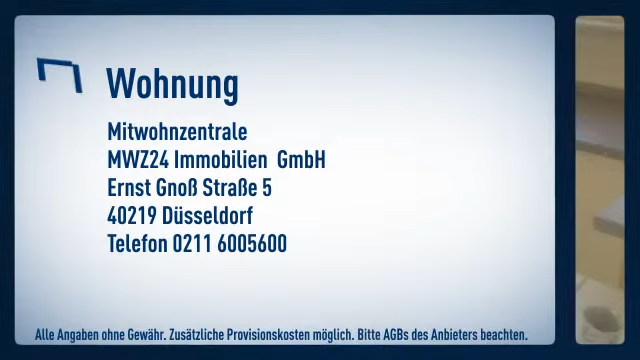 Wohnung
Mitwohnzentrale
MWZ24 Immobilien GmbH
Ernst Gnoß Straße 5
40219 Düsseldorf
Telefon 0211 6005600
Alle Angaben ohne Gewähr. Zusätzliche Provisionskosten möglich. Bitte AGBs des Anbieters beachten.